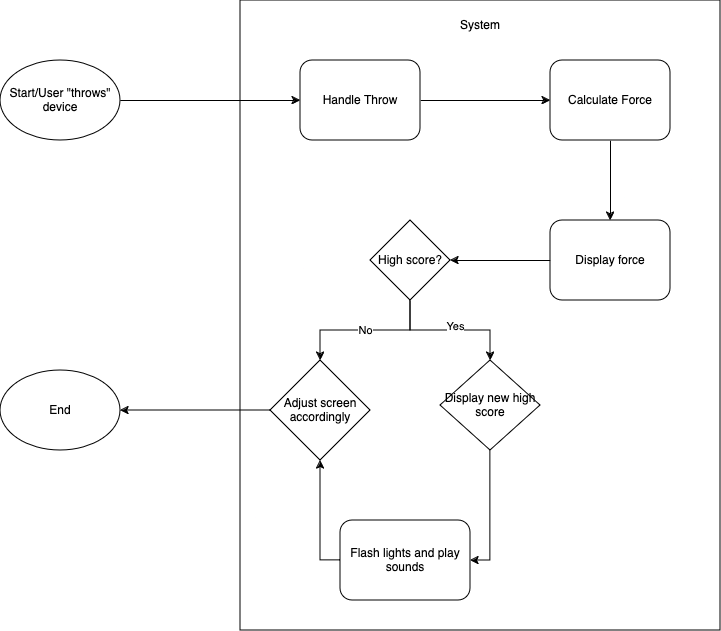 System
Start/User "throws"
device
Handle Throw
Calculate Force
High score?
Display force
No
Yes
Adjust screen
accordingly
Display new high
score
End
Flash lights and play
sounds